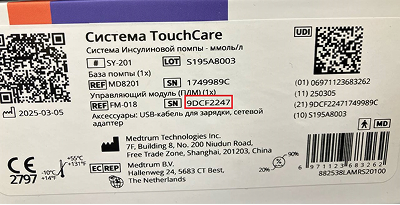 Система TouchCare
Система Инсулиновой помпы - ммоль/л
# SY-201 LOT S195A8003
База помпы (1x)
REF MD8201 SN 1749989C
Управляющий модуль (ПДМ) (1x)
REF FM-018 SN 9DCF2247
Аксессуары: USB-кабель для зарядки, сетевой адаптер
2025-03-05
UDI
(01) 06971123683262
(11) 250305
(21) 9DCF22471749989C
(10) S195A8003
Medtrum Technologies Inc.
7F, Building 8, No. 200 Niudun Road,
Free Trade Zone, Shanghai, 201203, China
EC REP Medtrum B.V.
Hallenweg 24, 5683 CT Best,
The Netherlands
CE
2797
+55°C
+131°F
-10°C
+14°F
90%
20%
MD
6 971123 683262
882538LAMRS20100